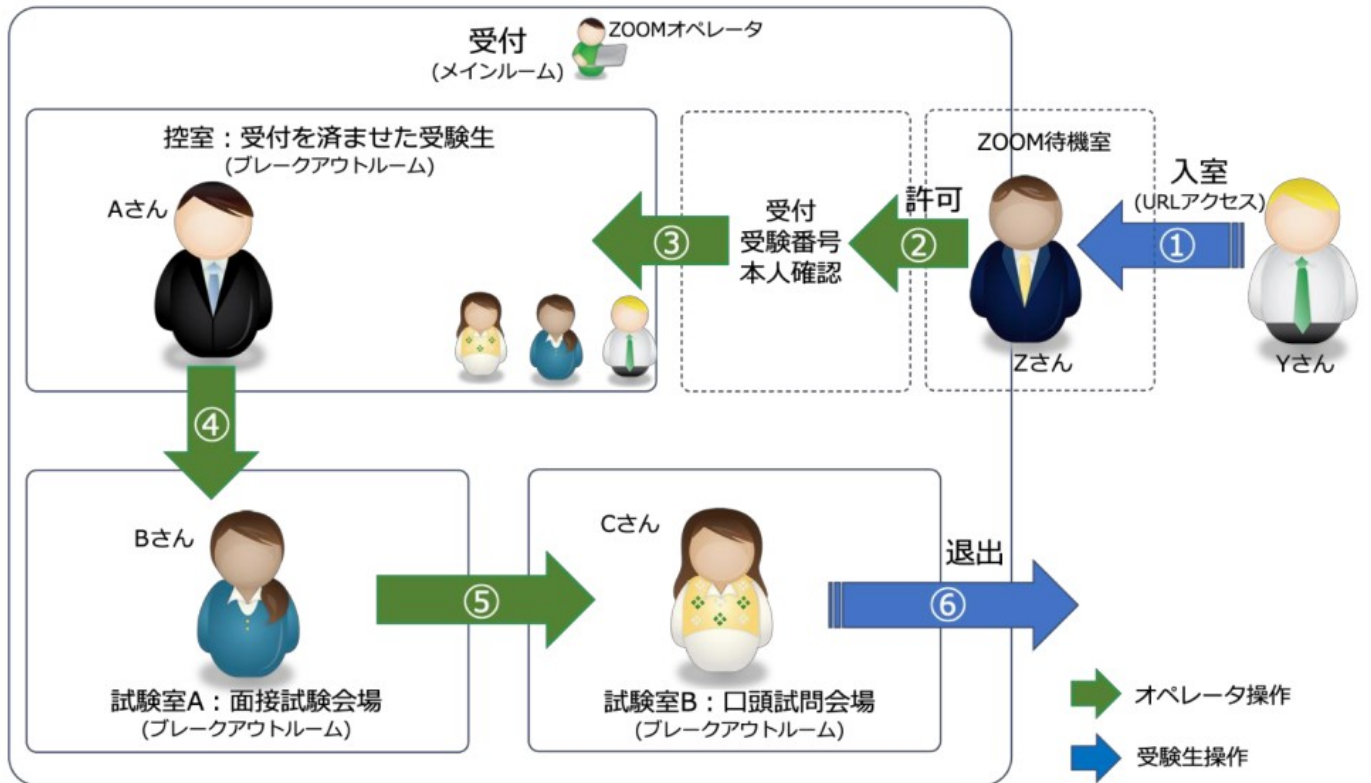 受付
(メインルーム)
ZOOMオペレータ
控室：受付を済ませた受験生
(ブレークアウトルーム)
Aさん
③
受付
受験番号
本人確認
許可
②
ZOOM待機室
Zさん
入室
(URLアクセス)
①
Yさん
④
Bさん
試験室A：面接試験会場
(ブレークアウトルーム)
⑤
Cさん
試験室B：口頭試問会場
(ブレークアウトルーム)
退出
⑥
オペレータ操作
受験生操作